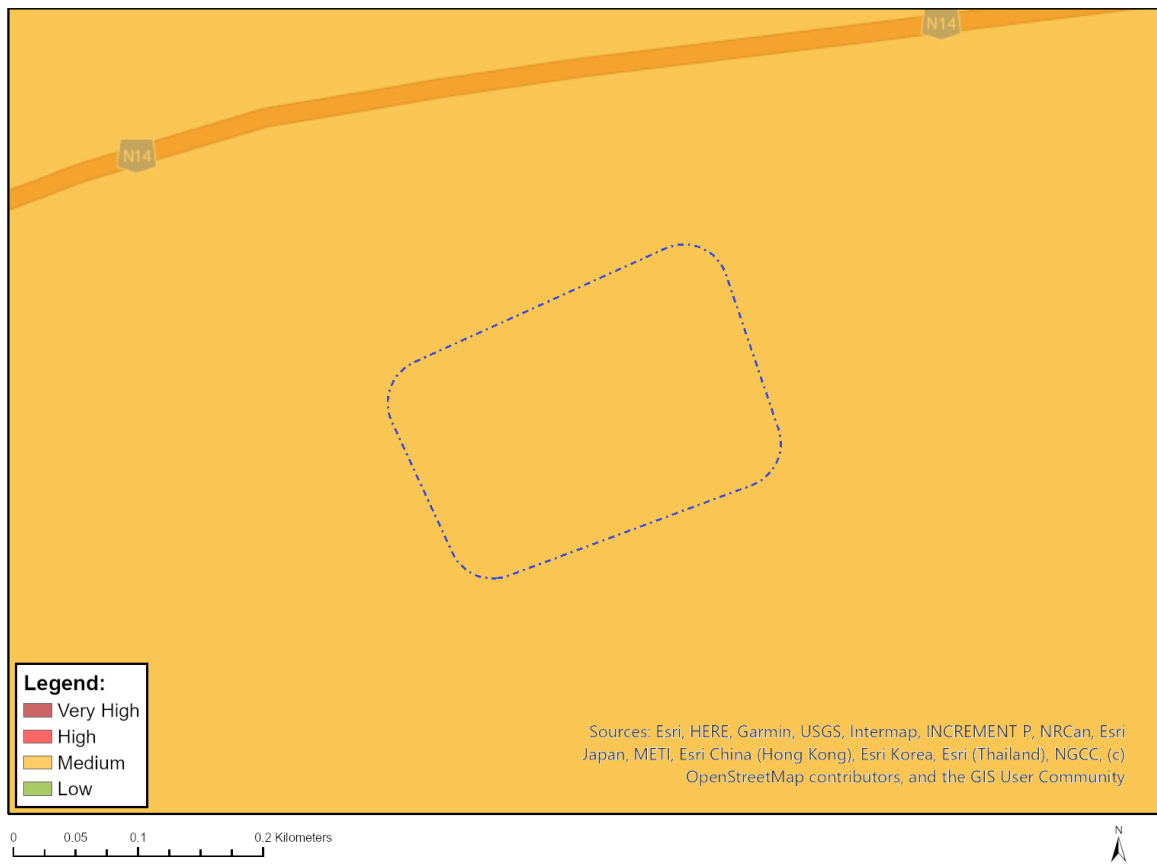 N14
N14
Legend:
Very High
High
Medium
Low
Sources: Esri, HERE, Garmin, USGS, Intermap, INCREMENT P, NRCan, Esri
Japan, METI, Esri China (Hong Kong), Esri Korea, Esri (Thailand), NGCC, (c)
OpenStreetMap contributors, and the GIS User Community
0 0.05 0.1 0.2 Kilometers
N